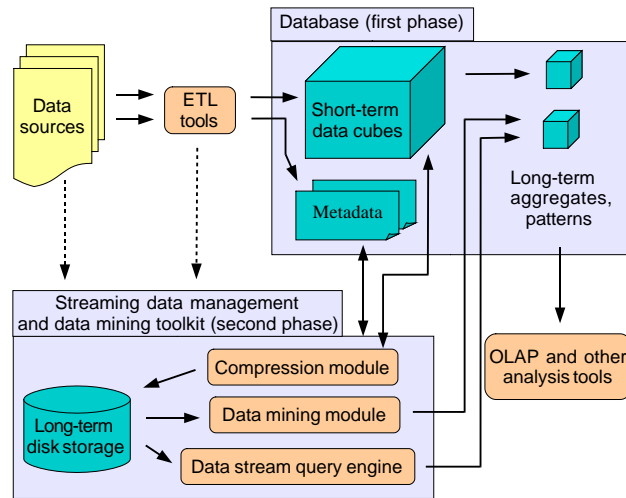 Database (first phase)
Data
sources
ETL
tools
Short-term
data cubes
Metadata
Long-term
aggregates,
patterns
Streaming data management
and data mining toolkit (second phase)
Compression module
Data mining module
Data stream query engine
Long-term
disk storage
OLAP and other
analysis tools